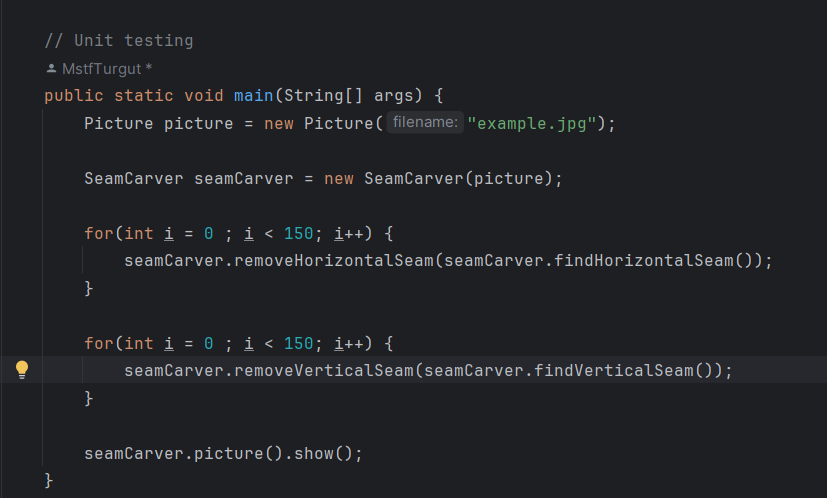 // Unit testing
MstfTurgut *
public static void main(String[] args) {
Picture picture = new Picture( filename: "example.jpg");
SeamCarver seamCarver = new SeamCarver(picture);
for(int i = 0 ; i < 150; i++) {
seamCarver.removeHorizontalSeam(seamCarver.findHorizontalSeam());
}
for(int i = 0 ; i < 150; i++) {
seamCarver.removeVerticalSeam(seamCarver.findVerticalSeam());
}
seamCarver.picture().show();
}